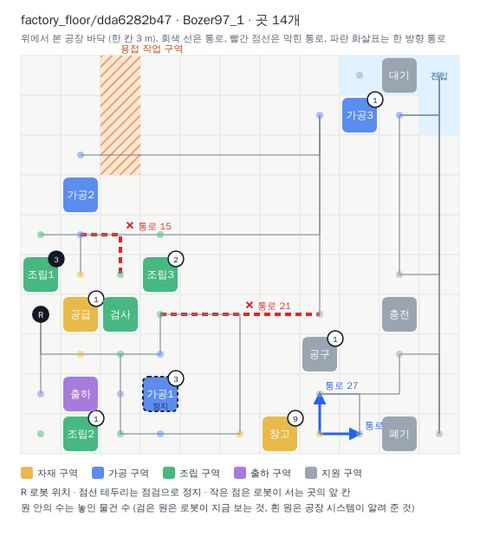 factory_floor/dda6282b47 · Bozer97_1 · 곳 14개
위에서 본 공장 바닥 (한 칸 3 m). 회색 선은 통로, 빨간 점선은 막힌 통로, 파란 화살표는 한 방향 통로
용접 작업 구역
대기
진입
1
가공3
가공2
✕ 통로 15
3
2
조립1
조립3
✕ 통로 21
R
1
공급
검사
충전
1
공구
통로 27
3
출하
가공1
정지
1
9
통로
조립2
창고
폐기
자재 구역
가공 구역
조립 구역
출하 구역
지원 구역
R 로봇 위치 · 점선 테두리는 점검으로 정지 · 작은 점은 로봇이 서는 곳의 앞 칸
원 안의 수는 놓인 물건 수 (검은 원은 로봇이 지금 보는 것, 흰 원은 공장 시스템이 알려 준 것)